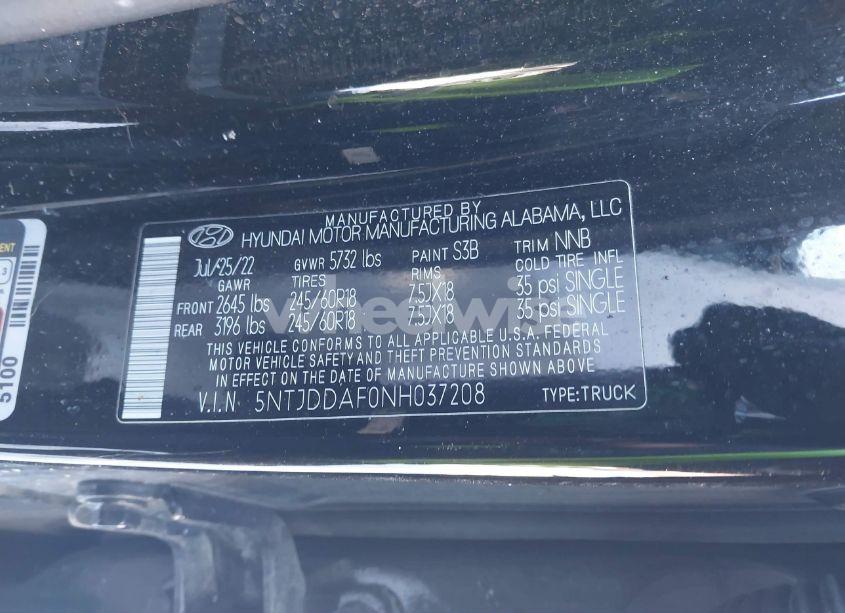 MANUFACTURED BY
HYUNDAI MOTOR MANUFACTURING ALABAMA, LLC
Jul/25/22 GVWR 5732 lbs PAINT S3B TRIM NNB
GAWR TIRES RIMS COLD TIRE INFL
FRONT 2645 lbs 245/60R18 7.5JX18 35 psi SINGLE
REAR 3196 lbs 245/60R18 7.5JX18 35 psi SINGLE
THIS VEHICLE CONFORMS TO ALL APPLICABLE U.S.A. FEDERAL
MOTOR VEHICLE SAFETY AND THEFT PREVENTION STANDARDS
IN EFFECT ON THE DATE OF MANUFACTURE SHOWN ABOVE
V.I.N 5NTJDDAF0NH037208 TYPE:TRUCK
5100